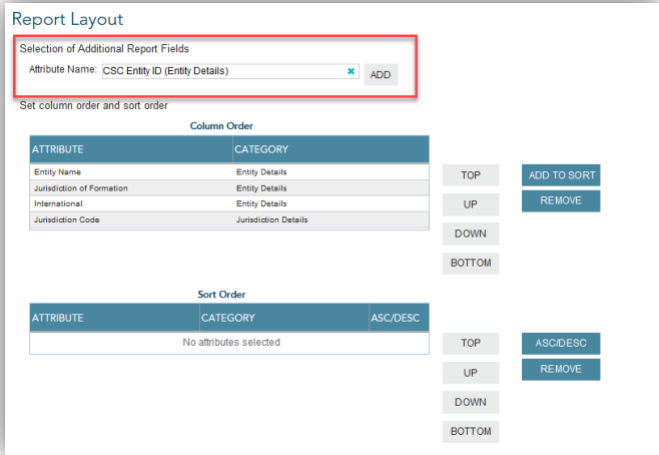 Report Layout
Selection of Additional Report Fields
Attribute Name: CSC Entity ID (Entity Details) × ADD
Set column order and sort order
Column Order
ATTRIBUTE CATEGORY
Entity Name Entity Details
Jurisdiction of Formation Entity Details
International Entity Details
Jurisdiction Code Jurisdiction Details
TOP ADD TO SORT
UP REMOVE
DOWN
BOTTOM
Sort Order
ATTRIBUTE CATEGORY ASC/DESC
No attributes selected
TOP ASC/DESC
UP REMOVE
DOWN
BOTTOM